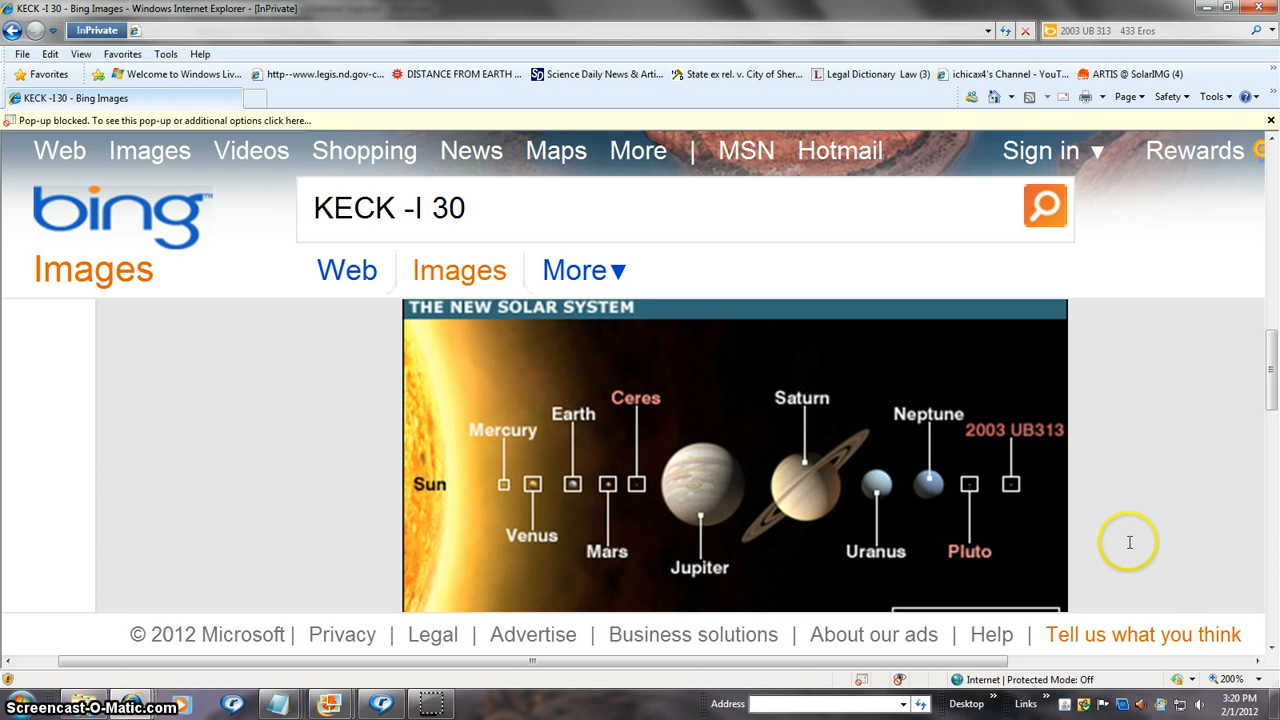 KECK -I 30 - Bing Images - Windows Internet Explorer - [InPrivate]
InPrivate
2003 UB 313 433 Eros
File Edit View Favorites Tools Help
Favorites Welcome to Windows Liv... http--www.legis.nd.gov-c... DISTANCE FROM EARTH ... SD Science Daily News & Arti... State ex rel. v. City of Sher... L Legal Dictionary Law (3) ichicax4's Channel - YouT... ARTIS @ SolarIMG (4)
KECK -I 30 - Bing Images
Page Safety Tools
Pop-up blocked. To see this pop-up or additional options click here...
Web Images Videos Shopping News Maps More | MSN Hotmail Sign in Rewards
bing™
Images
KECK -I 30
Web Images More
THE NEW SOLAR SYSTEM
Ceres
Saturn
Earth
Neptune
Mercury
2003 UB313
Sun
Venus
Mars
Uranus
Pluto
Jupiter
© 2012 Microsoft | Privacy | Legal | Advertise | Business solutions | About our ads | Help | Tell us what you think
Internet | Protected Mode: Off 200%
Address Desktop Links 3:20 PM
2/1/2012
Screencast-O-Matic.com